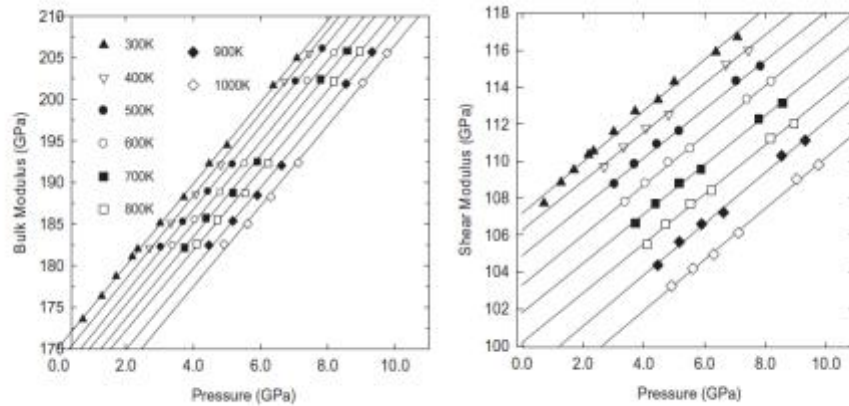 210
205
200
195
190
185
180
175
170
Bulk Modulus (GPa)
300K
400K
500K
600K
700K
800K
900K
1000K
0.0 2.0 4.0 6.0 8.0 10.0
Pressure (GPa)
118
116
114
112
110
108
106
104
102
100
Shear Modulus (GPa)
0.0 2.0 4.0 6.0 8.0 10.0
Pressure (GPa)